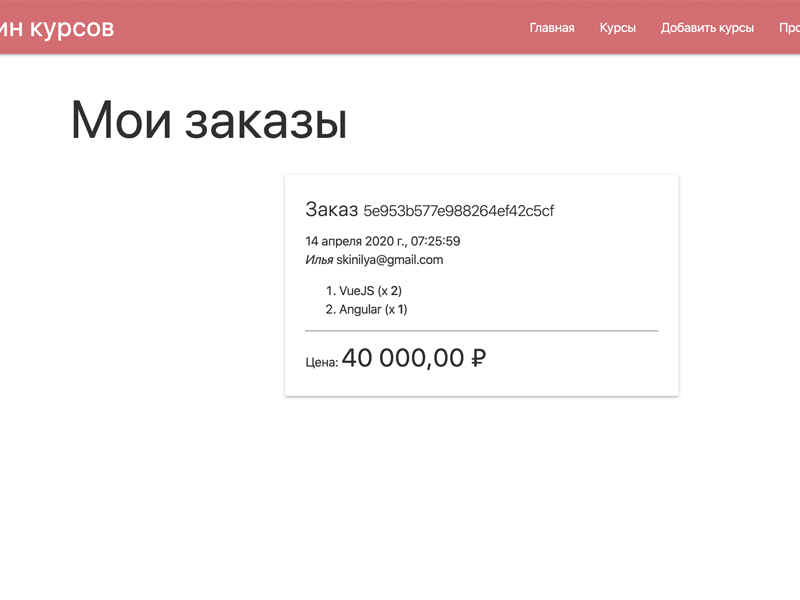 ин курсов
Главная Курсы Добавить курсы
Мои заказы
Заказ 5e953b577e988264ef42c5cf
14 апреля 2020 г., 07:25:59
Илья skinilya@gmail.com
1. VueJS (x 2)
2. Angular (x 1)
Цена: 40 000,00 ₽